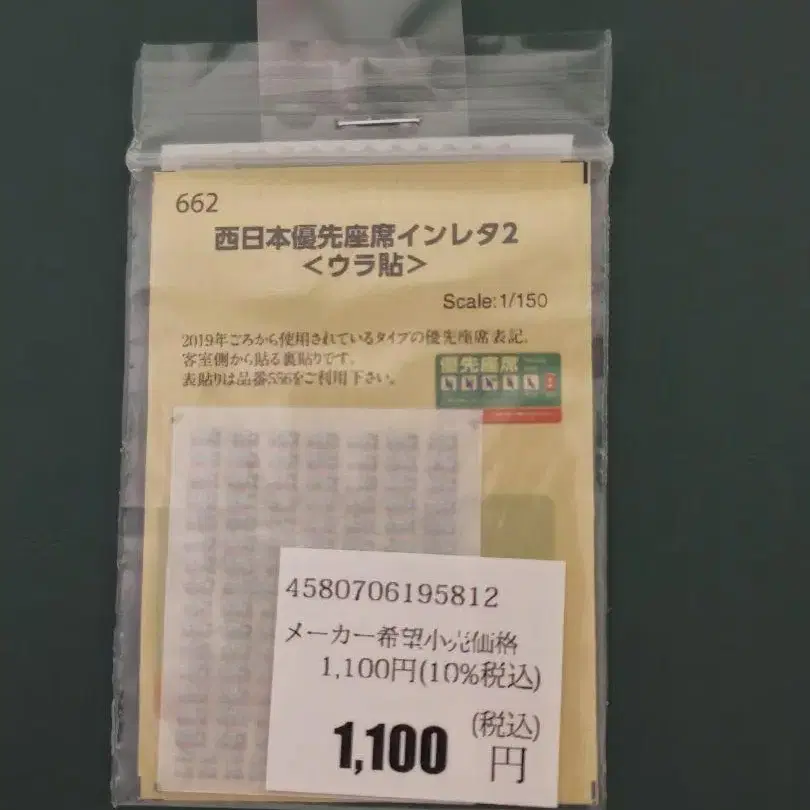 662
西日本優先座席インレタ2
＜ウラ貼＞
Scale:1/150
2019年ごろから使用されているタイプの優先座席表記。
客室側から貼る裏貼りです。
表貼りは品番556をご利用下さい。
優先座席
4580706195812
メーカー希望小売価格
1,100円(10%税込)
(税込)
1,100円